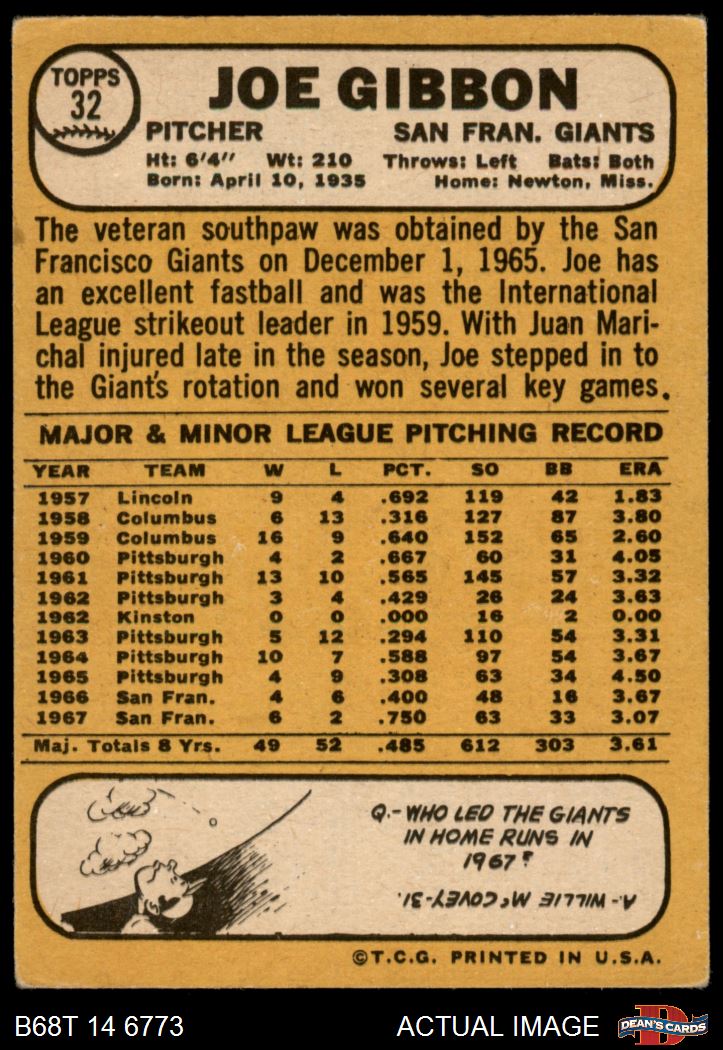 TOPPS
32
JOE GIBBON
PITCHER SAN FRAN. GIANTS
Ht: 6'4" Wt: 210 Throws: Left Bats: Both
Born: April 10, 1935 Home: Newton, Miss.
The veteran southpaw was obtained by the San
Francisco Giants on December 1, 1965. Joe has
an excellent fastball and was the International
League strikeout leader in 1959. With Juan Mari-
chal injured late in the season, Joe stepped in to
the Giant's rotation and won several key games.
MAJOR & MINOR LEAGUE PITCHING RECORD
YEAR TEAM W L PCT. SO BB ERA
1957 Lincoln 9 4 .692 119 42 1.83
1958 Columbus 6 13 .316 127 87 3.80
1959 Columbus 16 9 .640 152 65 2.60
1960 Pittsburgh 4 2 .667 60 31 4.05
1961 Pittsburgh 13 10 .565 145 57 3.32
1962 Pittsburgh 3 4 .429 26 24 3.63
1962 Kinston 0 0 .000 16 2 0.00
1963 Pittsburgh 5 12 .294 110 54 3.31
1964 Pittsburgh 10 7 .588 97 54 3.67
1965 Pittsburgh 4 9 .308 63 34 4.50
1966 San Fran. 4 6 .400 48 16 3.67
1967 San Fran. 6 2 .750 63 33 3.07
Maj. Totals 8 Yrs. 49 52 .485 612 303 3.61
Q.- WHO LED THE GIANTS
IN HOME RUNS IN
1967?
A- WILLIE McCOVEY-31.
©T.C.G. PRINTED IN U.S.A.
B68T 14 6773 ACTUAL IMAGE
D
DEAN'S CARDS